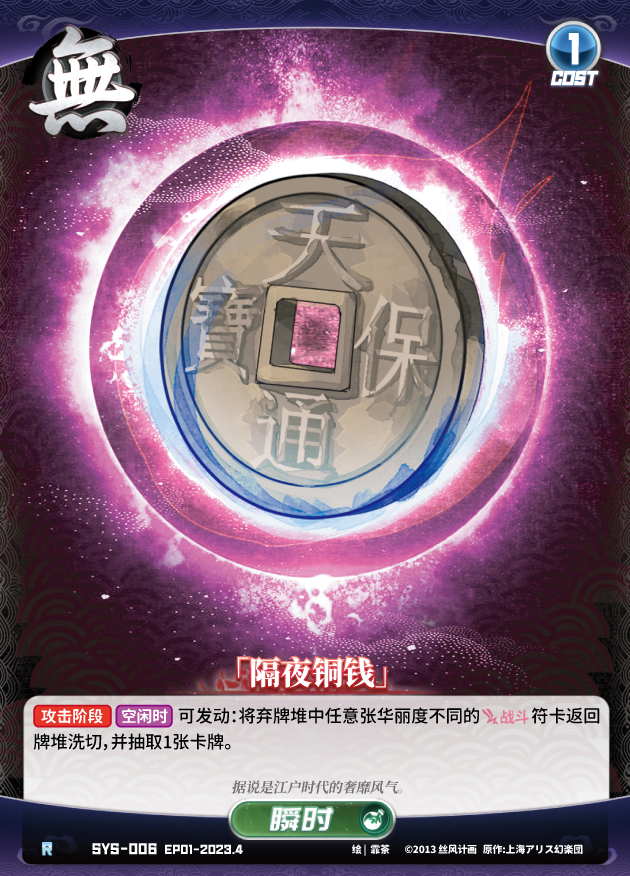 無
1
COST
天
寶
保
通
「隔夜铜钱」
攻击阶段 空闲时 可发动：将弃牌堆中任意张华丽度不同的 战斗 符卡返回
牌堆洗切，并抽取1张卡牌。
据说是江户时代的奢靡风气。
瞬时
R SYS-006 EP01-2023.4 绘| 霏茶 ©2013 丝风计画 原作:上海アリス幻楽団